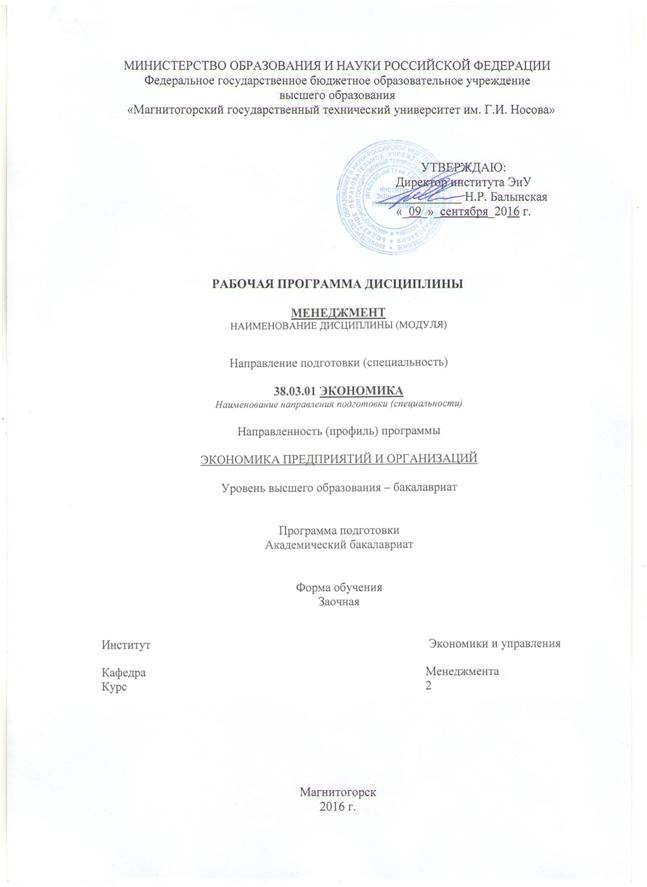 МИНИСТЕРСТВО ОБРАЗОВАНИЯ И НАУКИ РОССИЙСКОЙ ФЕДЕРАЦИИ
Федеральное государственное бюджетное образовательное учреждение
высшего образования
«Магнитогорский государственный технический университет им. Г.И. Носова»
УТВЕРЖДАЮ:
Директор института ЭиУ
Н.Р. Балынская
«_09_»_сентября_2016 г.
РАБОЧАЯ ПРОГРАММА ДИСЦИПЛИНЫ
МЕНЕДЖМЕНТ
НАИМЕНОВАНИЕ ДИСЦИПЛИНЫ (МОДУЛЯ)
Направление подготовки (специальность)
38.03.01 ЭКОНОМИКА
Наименование направления подготовки (специальности)
Направленность (профиль) программы
ЭКОНОМИКА ПРЕДПРИЯТИЙ И ОРГАНИЗАЦИЙ
Уровень высшего образования – бакалавриат
Программа подготовки
Академический бакалавриат
Форма обучения
Заочная
Институт Экономики и управления
Кафедра Менеджмента
Курс 2
Магнитогорск
2016 г.